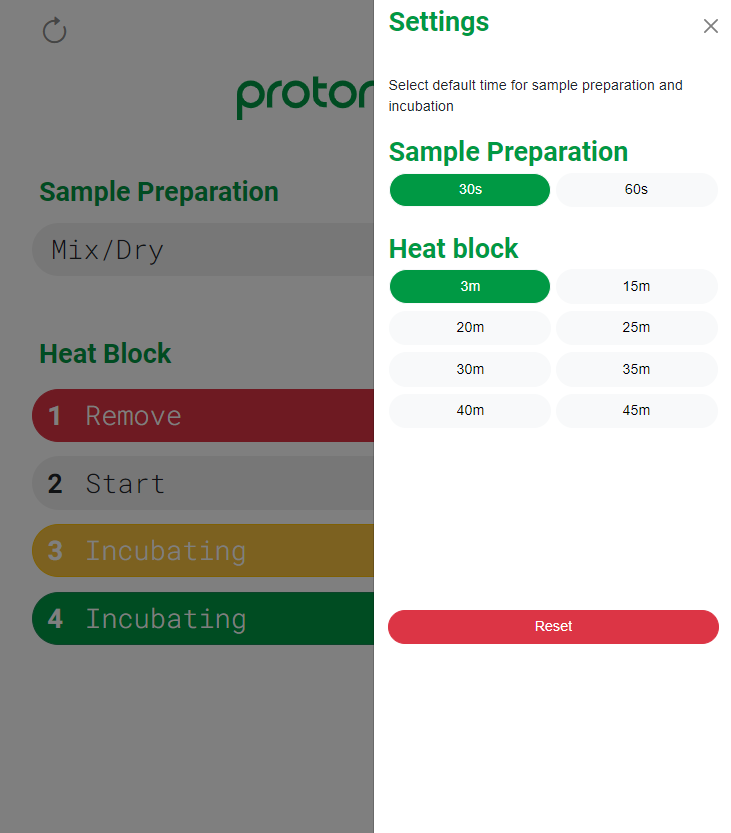 Settings
Select default time for sample preparation and
incubation
Sample Preparation
30s 60s
Heat block
3m 15m
20m 25m
30m 35m
40m 45m
Reset
Sample Preparation
Mix/Dry
Heat Block
1 Remove
2 Start
3 Incubating
4 Incubating